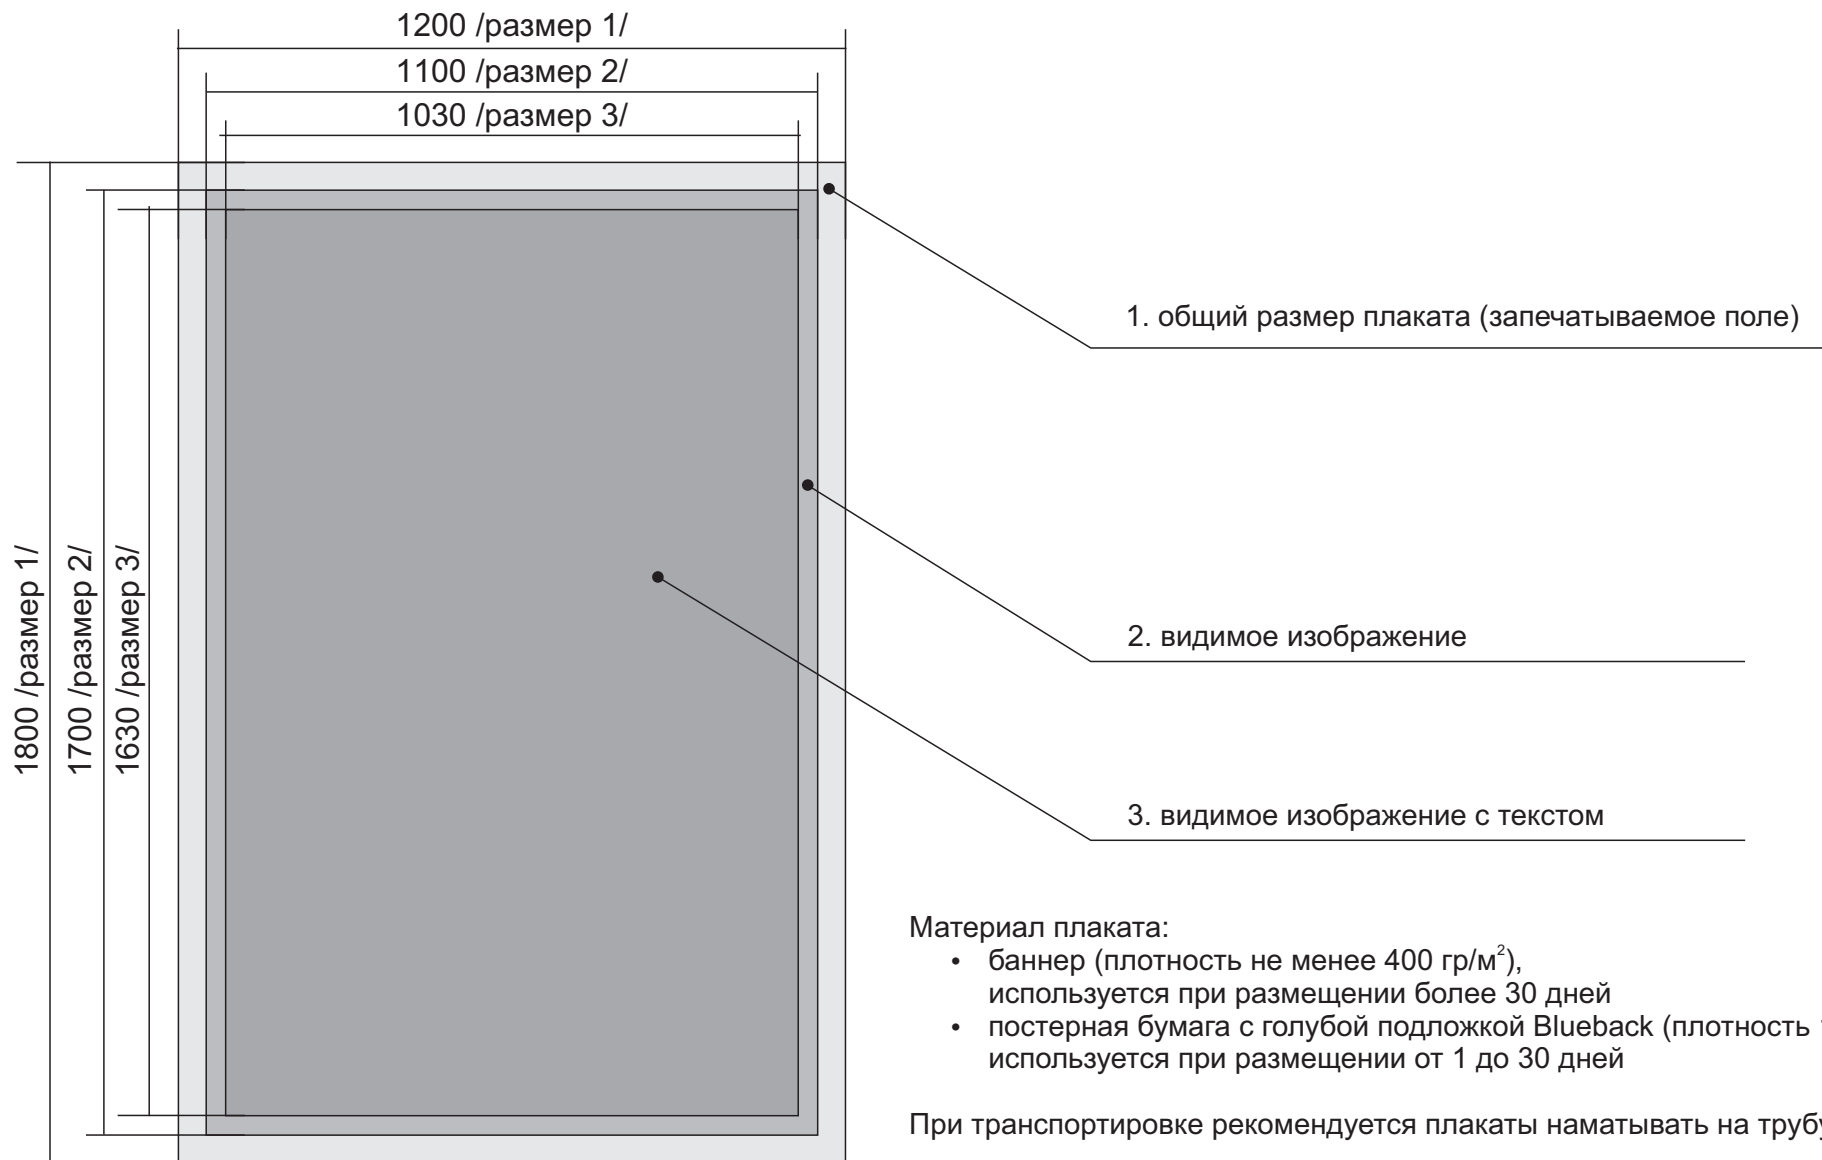 1200 /размер 1/
1100 /размер 2/
1030 /размер 3/
1800 /размер 1/
1700 /размер 2/
1630 /размер 3/
1. общий размер плаката (запечатываемое поле)
2. видимое изображение
3. видимое изображение с текстом
Материал плаката:
• баннер (плотность не менее 400 гр/м²),
используется при размещении более 30 дней
• постерная бумага с голубой подложкой Blueback (плотность
используется при размещении от 1 до 30 дней
При транспортировке рекомендуется плакаты наматывать на трубу